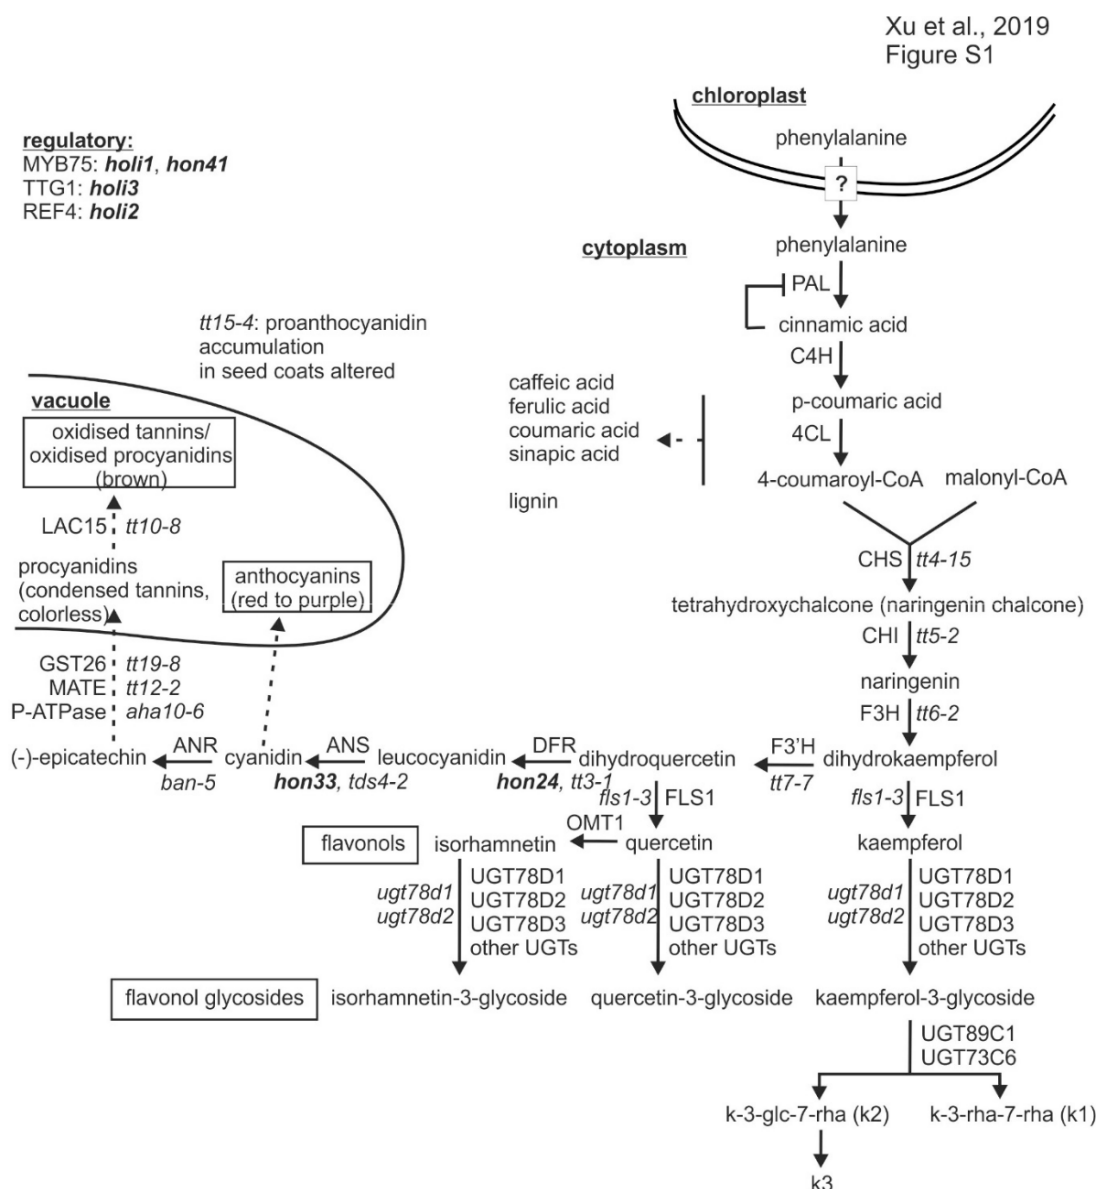 Xu et al., 2019
Figure S1
chloroplast
phenylalanine
?
regulatory:
MYB75: holi1, hon41
TTG1: holi3
REF4: holi2
cytoplasm
phenylalanine
PAL
cinnamic acid
C4H
p-coumaric acid
4CL
4-coumaroyl-CoA
malonyl-CoA
caffeic acid
ferulic acid
coumaric acid
sinapic acid
lignin
tt15-4: proanthocyanidin
accumulation
in seed coats altered
vacuole
oxidised tannins/
oxidised procyanidins
(brown)
LAC15 tt10-8
procyanidins
(condensed tannins,
colorless)
anthocyanins
(red to purple)
GST26 tt19-8
MATE tt12-2
P-ATPase aha10-6
CHS tt4-15
tetrahydroxychalcone (naringenin chalcone)
CHI tt5-2
naringenin
F3H tt6-2
(-)-epicatechin
ANR
ban-5
cyanidin
ANS
hon33, tds4-2
leucocyanidin
DFR
hon24, tt3-1
dihydroquercetin
F3'H
tt7-7
dihydrokaempferol
fls1-3 FLS1
fls1-3 FLS1
flavonols
isorhamnetin
OMT1
quercetin
kaempferol
ugt78d1
ugt78d2
UGT78D1
UGT78D2
UGT78D3
other UGTs
ugt78d1
ugt78d2
UGT78D1
UGT78D2
UGT78D3
other UGTs
ugt78d1
ugt78d2
UGT78D1
UGT78D2
UGT78D3
other UGTs
flavonol glycosides
isorhamnetin-3-glycoside
quercetin-3-glycoside
kaempferol-3-glycoside
UGT89C1
UGT73C6
k-3-glc-7-rha (k2)
k-3-rha-7-rha (k1)
k3